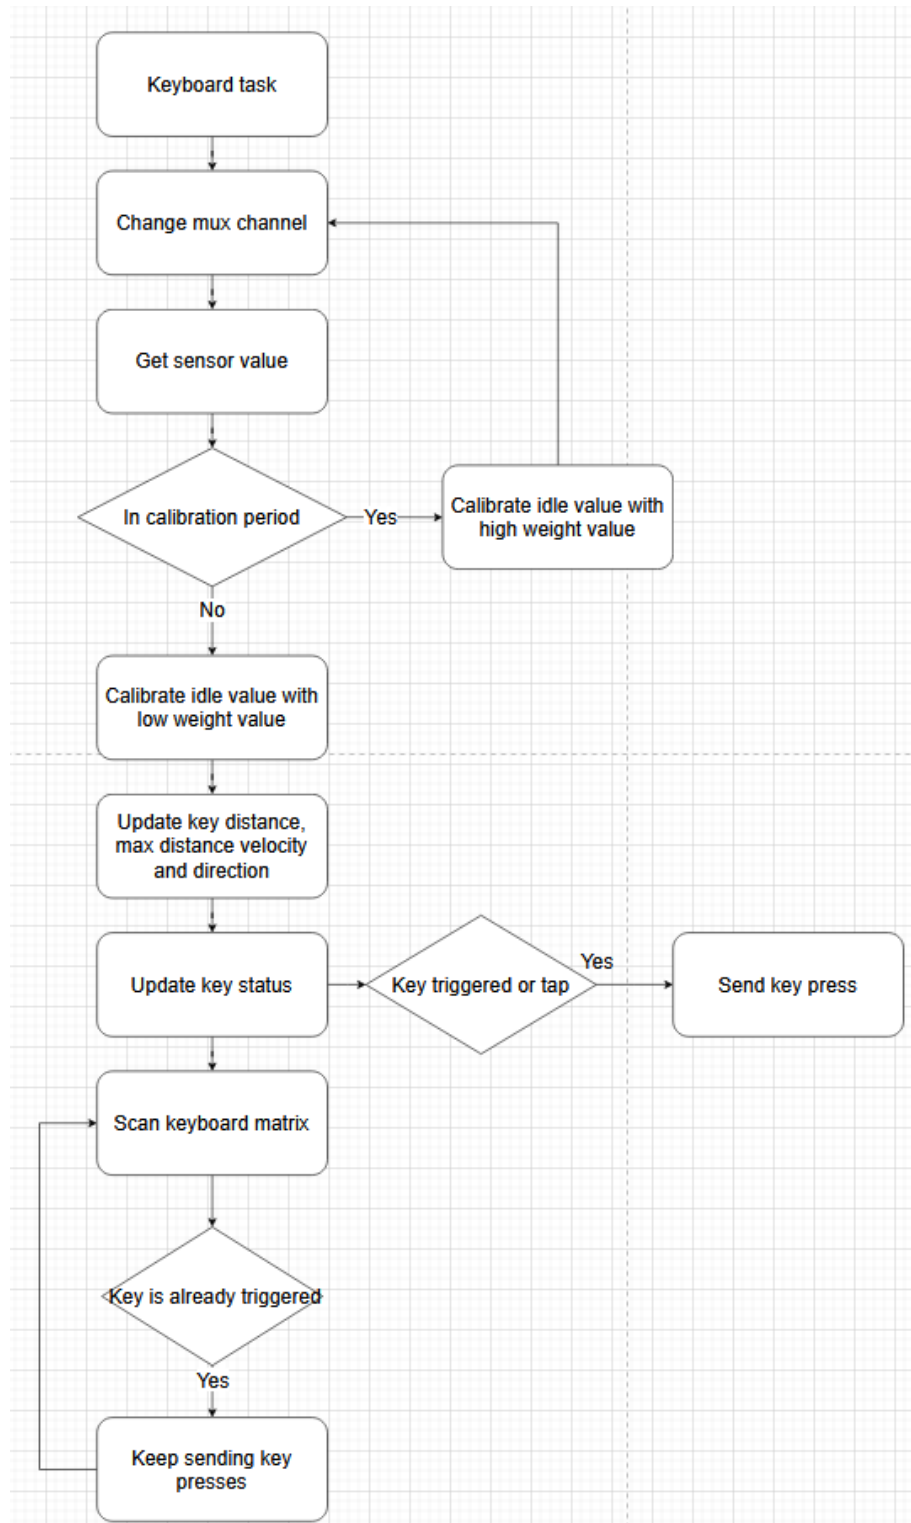 Keyboard task
Change mux channel
Get sensor value
In calibration period
Yes
Calibrate idle value with
high weight value
No
Calibrate idle value with
low weight value
Update key distance,
max distance velocity
and direction
Update key status
Key triggered or tap
Yes
Send key press
Scan keyboard matrix
Key is already triggered
Yes
Keep sending key
presses